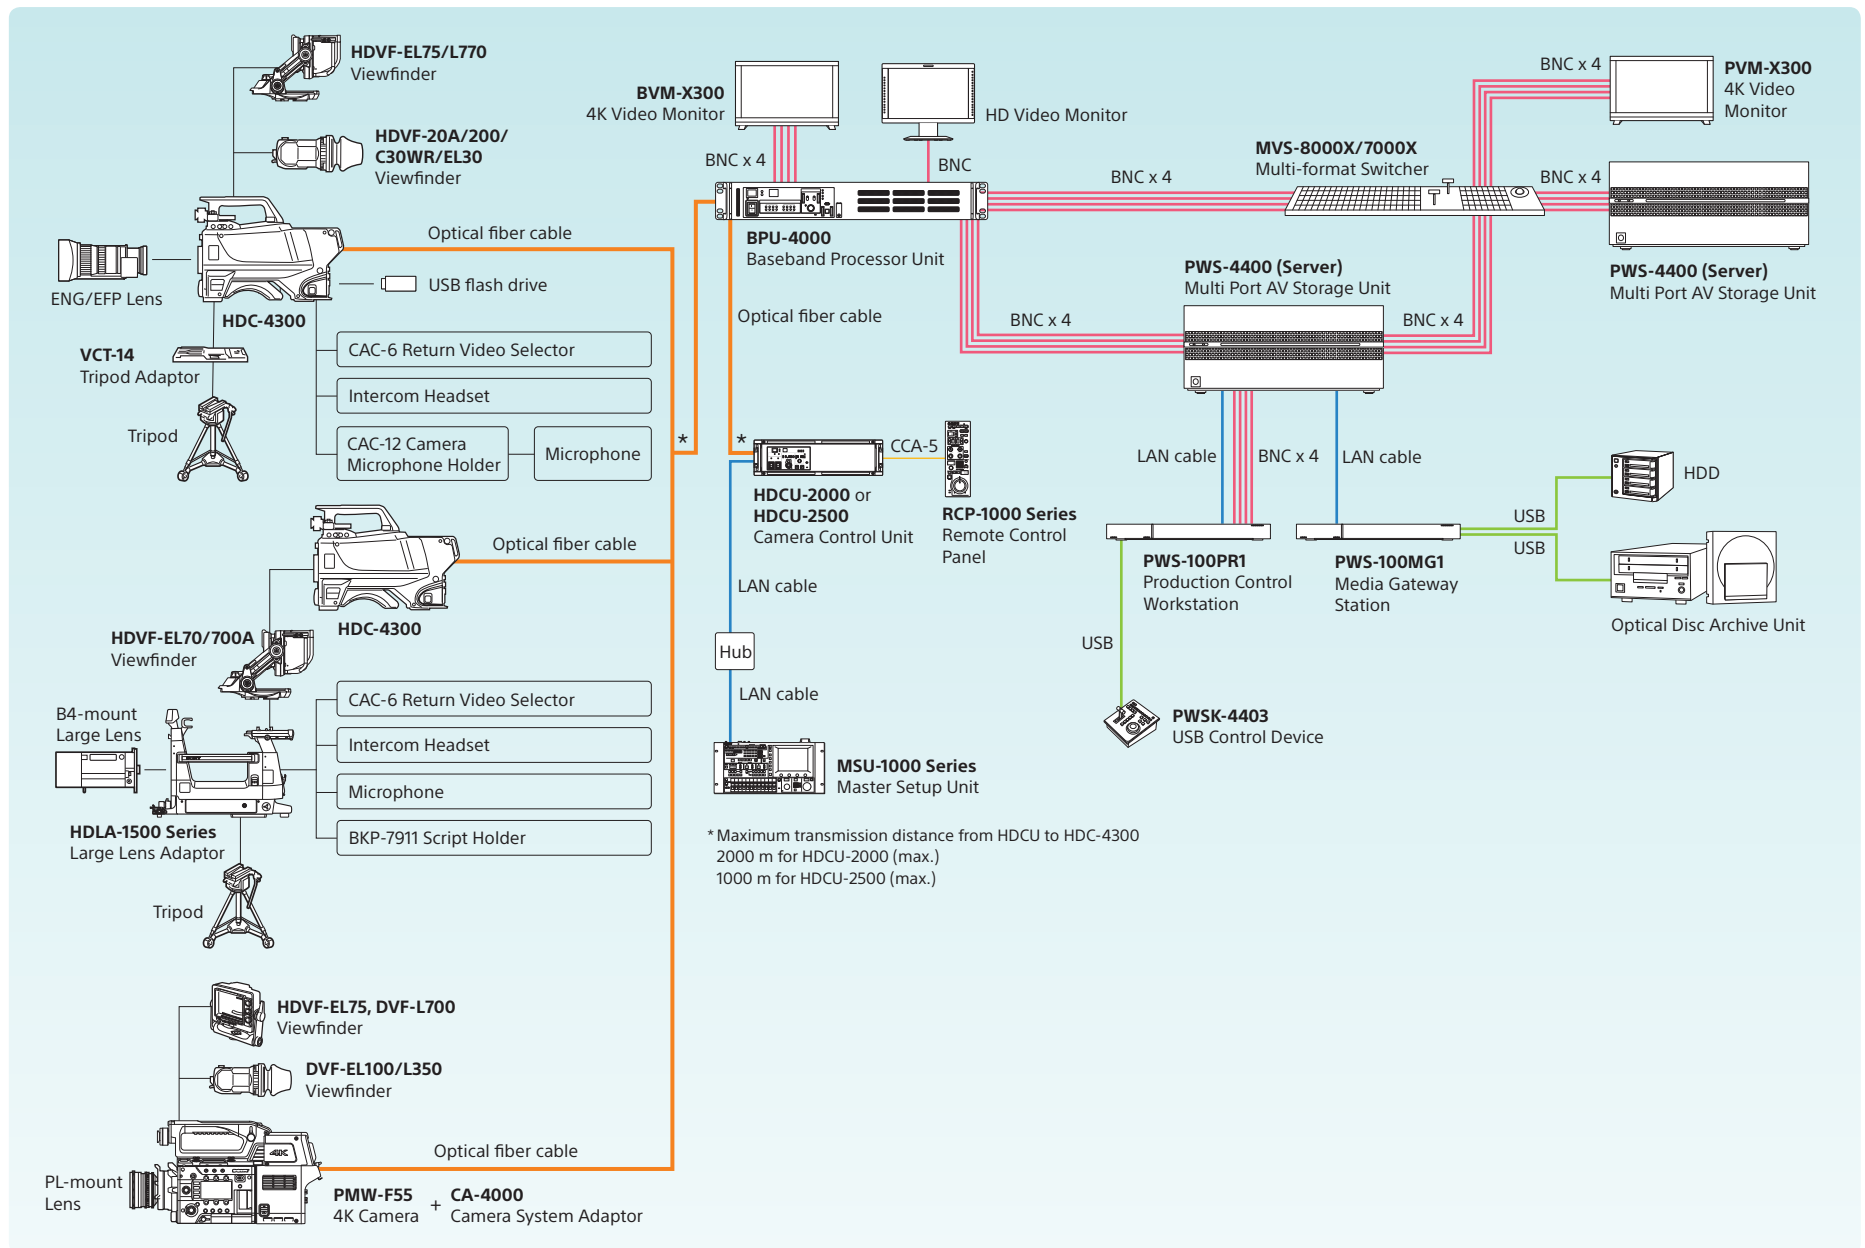 HDVF-EL75/L770
Viewfinder
HDVF-20A/200/
C30WR/EL30
Viewfinder
Optical fiber cable
ENG/EFP Lens
USB flash drive
HDC-4300
VCT-14
Tripod Adaptor
Tripod
CAC-6 Return Video Selector
Intercom Headset
CAC-12 Camera
Microphone Holder
Microphone
*
*
Optical fiber cable
HDC-4300
HDVF-EL70/700A
Viewfinder
B4-mount
Large Lens
CAC-6 Return Video Selector
Intercom Headset
Microphone
BKP-7911 Script Holder
HDLA-1500 Series
Large Lens Adaptor
Tripod
HDVF-EL75, DVF-L700
Viewfinder
DVF-EL100/L350
Viewfinder
4K
Optical fiber cable
PL-mount
Lens
PMW-F55
4K Camera
+
CA-4000
Camera System Adaptor
BVM-X300
4K Video Monitor
BNC x 4
HD Video Monitor
BNC
BPU-4000
Baseband Processor Unit
Optical fiber cable
CCA-5
HDCU-2000 or
HDCU-2500
Camera Control Unit
RCP-1000 Series
Remote Control
Panel
LAN cable
Hub
LAN cable
MSU-1000 Series
Master Setup Unit
* Maximum transmission distance from HDCU to HDC-4300
2000 m for HDCU-2000 (max.)
1000 m for HDCU-2500 (max.)
BNC x 4
MVS-8000X/7000X
Multi-format Switcher
BNC x 4
PVM-X300
4K Video
Monitor
BNC x 4
PWS-4400 (Server)
Multi Port AV Storage Unit
PWS-4400 (Server)
Multi Port AV Storage Unit
BNC x 4
BNC x 4
LAN cable
BNC x 4
LAN cable
PWS-100PR1
Production Control
Workstation
PWS-100MG1
Media Gateway
Station
USB
USB
HDD
Optical Disc Archive Unit
USB
PWSK-4403
USB Control Device